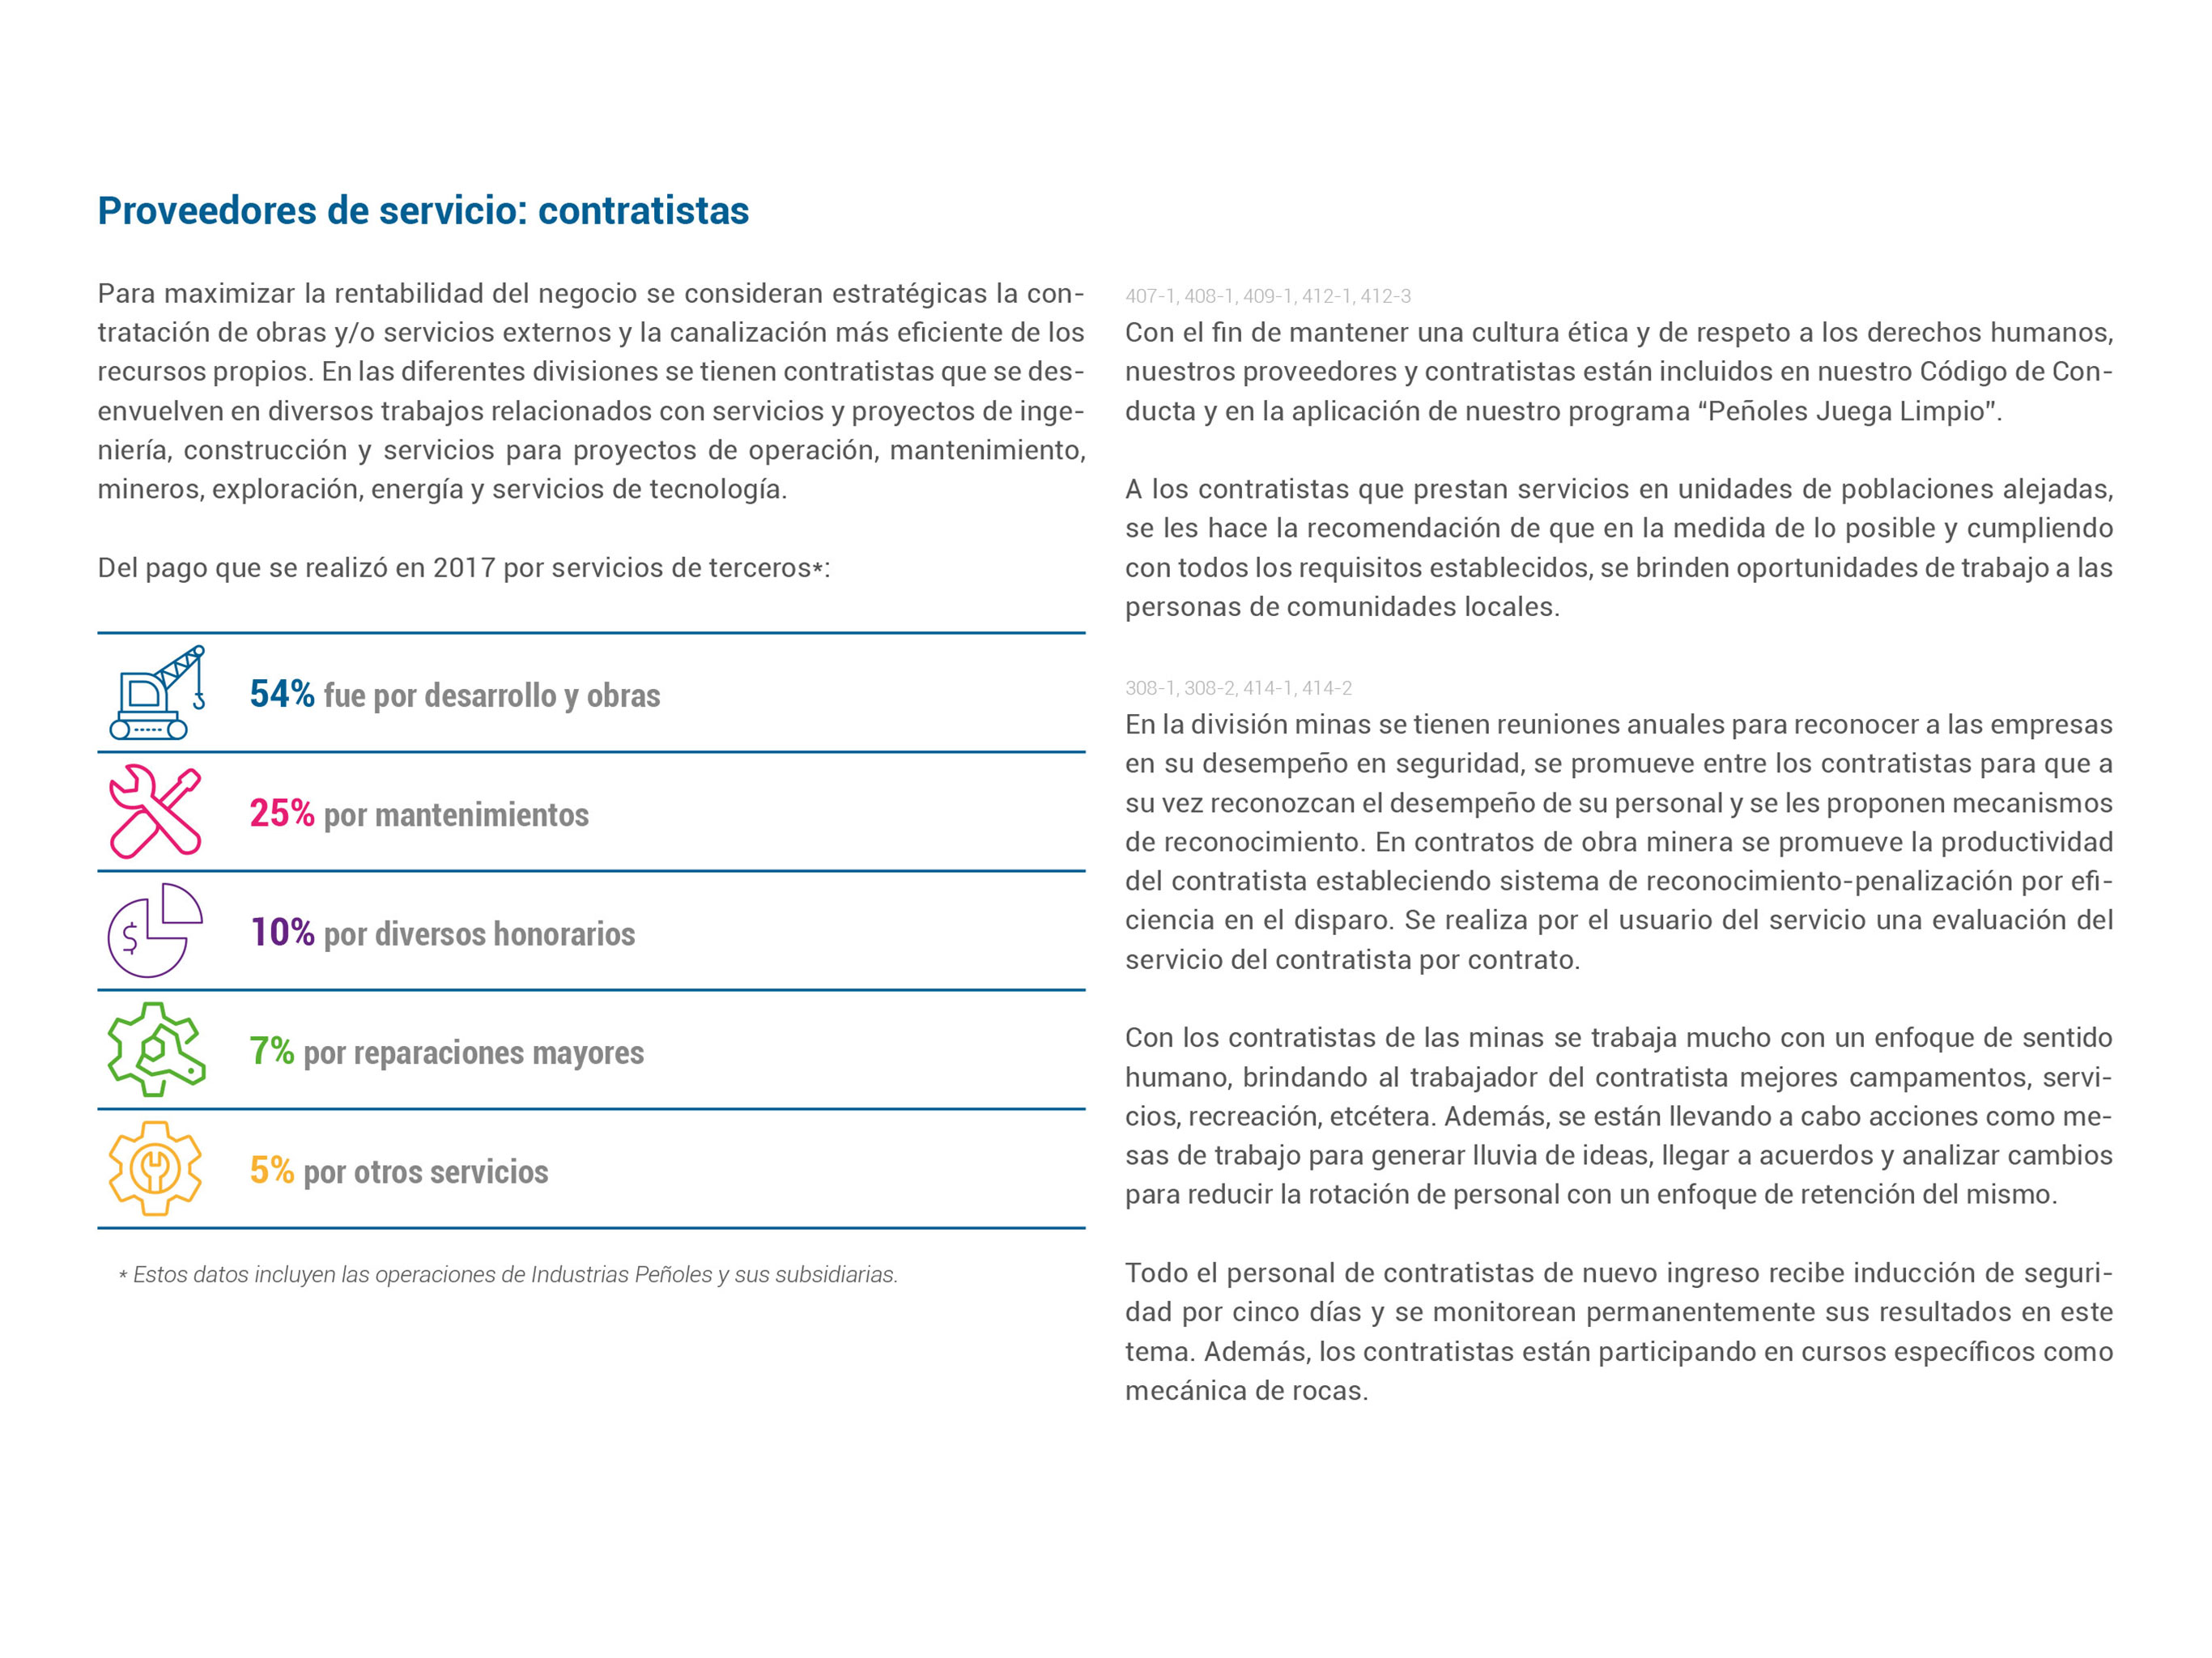 Proveedores de servicio: contratistas
Para maximizar la rentabilidad del negocio se consideran estratégicas la con-
tratación de obras y/o servicios externos y la canalización más eficiente de los
recursos propios. En las diferentes divisiones se tienen contratistas que se des-
envuelven en diversos trabajos relacionados con servicios y proyectos de inge-
niería, construcción y servicios para proyectos de operación, mantenimiento,
mineros, exploración, energía y servicios de tecnología.
Del pago que se realizó en 2017 por servicios de terceros*:
54% fue por desarrollo y obras
25% por mantenimientos
$
10% por diversos honorarios
7% por reparaciones mayores
5% por otros servicios
* Estos datos incluyen las operaciones de Industrias Peñoles y sus subsidiarias.
407-1, 408-1, 409-1, 412-1, 412-3
Con el fin de mantener una cultura ética y de respeto a los derechos humanos,
nuestros proveedores y contratistas están incluidos en nuestro Código de Con-
ducta y en la aplicación de nuestro programa “Peñoles Juega Limpio”.
A los contratistas que prestan servicios en unidades de poblaciones alejadas,
se les hace la recomendación de que en la medida de lo posible y cumpliendo
con todos los requisitos establecidos, se brinden oportunidades de trabajo a las
personas de comunidades locales.
308-1, 308-2, 414-1, 414-2
En la división minas se tienen reuniones anuales para reconocer a las empresas
en su desempeño en seguridad, se promueve entre los contratistas para que a
su vez reconozcan el desempeño de su personal y se les proponen mecanismos
de reconocimiento. En contratos de obra minera se promueve la productividad
del contratista estableciendo sistema de reconocimiento-penalización por efi-
ciencia en el disparo. Se realiza por el usuario del servicio una evaluación del
servicio del contratista por contrato.
Con los contratistas de las minas se trabaja mucho con un enfoque de sentido
humano, brindando al trabajador del contratista mejores campamentos, servi-
cios, recreación, etcétera. Además, se están llevando a cabo acciones como me-
sas de trabajo para generar lluvia de ideas, llegar a acuerdos y analizar cambios
para reducir la rotación de personal con un enfoque de retención del mismo.
Todo el personal de contratistas de nuevo ingreso recibe inducción de seguri-
dad por cinco días y se monitorean permanentemente sus resultados en este
tema. Además, los contratistas están participando en cursos específicos como
mecánica de rocas.